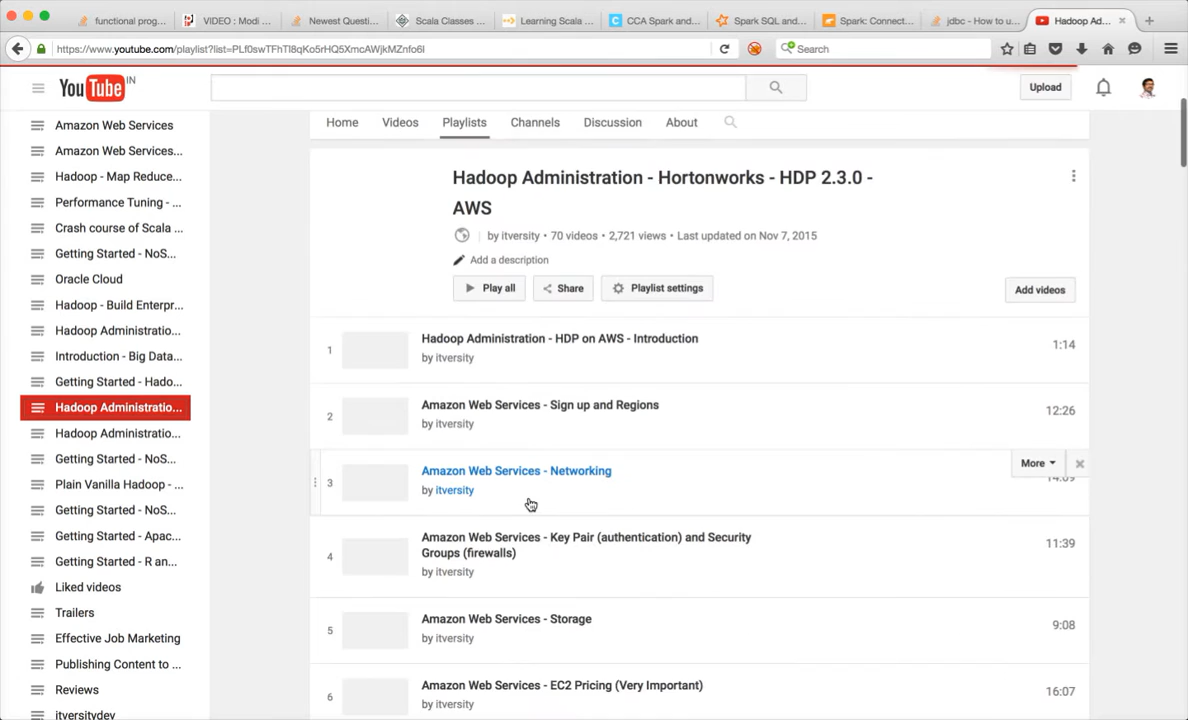 functional prog...
VIDEO : Modi ...
Newest Questi...
Scala Classes ...
Learning Scala ...
CCA Spark and...
Spark SQL and...
Spark: Connect...
jdbc - How to u...
Hadoop Ad...
https://www.youtube.com/playlist?list=PLf0swTFhTI8qKo5rHQ5XmcAWjkMZnfo6I
Search
YouTube IN
Upload
Home Videos Playlists Channels Discussion About
Amazon Web Services
Amazon Web Services...
Hadoop - Map Reduce...
Performance Tuning - ...
Crash course of Scala ...
Getting Started - NoS...
Oracle Cloud
Hadoop - Build Enterpr...
Hadoop Administratio...
Introduction - Big Data...
Getting Started - Hado...
Hadoop Administratio...
Hadoop Administratio...
Getting Started - NoS...
Plain Vanilla Hadoop - ...
Getting Started - NoS...
Getting Started - Apac...
Getting Started - R an...
Liked videos
Trailers
Effective Job Marketing
Publishing Content to ...
Reviews
itversitydev
Hadoop Administration - Hortonworks - HDP 2.3.0 -
AWS
by itversity • 70 videos • 2,721 views • Last updated on Nov 7, 2015
Add a description
Play all Share Playlist settings Add videos
1 Hadoop Administration - HDP on AWS - Introduction 1:14
by itversity
2 Amazon Web Services - Sign up and Regions 12:26
by itversity
3 Amazon Web Services - Networking More
by itversity
4 Amazon Web Services - Key Pair (authentication) and Security 11:39
Groups (firewalls)
by itversity
5 Amazon Web Services - Storage 9:08
by itversity
6 Amazon Web Services - EC2 Pricing (Very Important) 16:07
by itversity